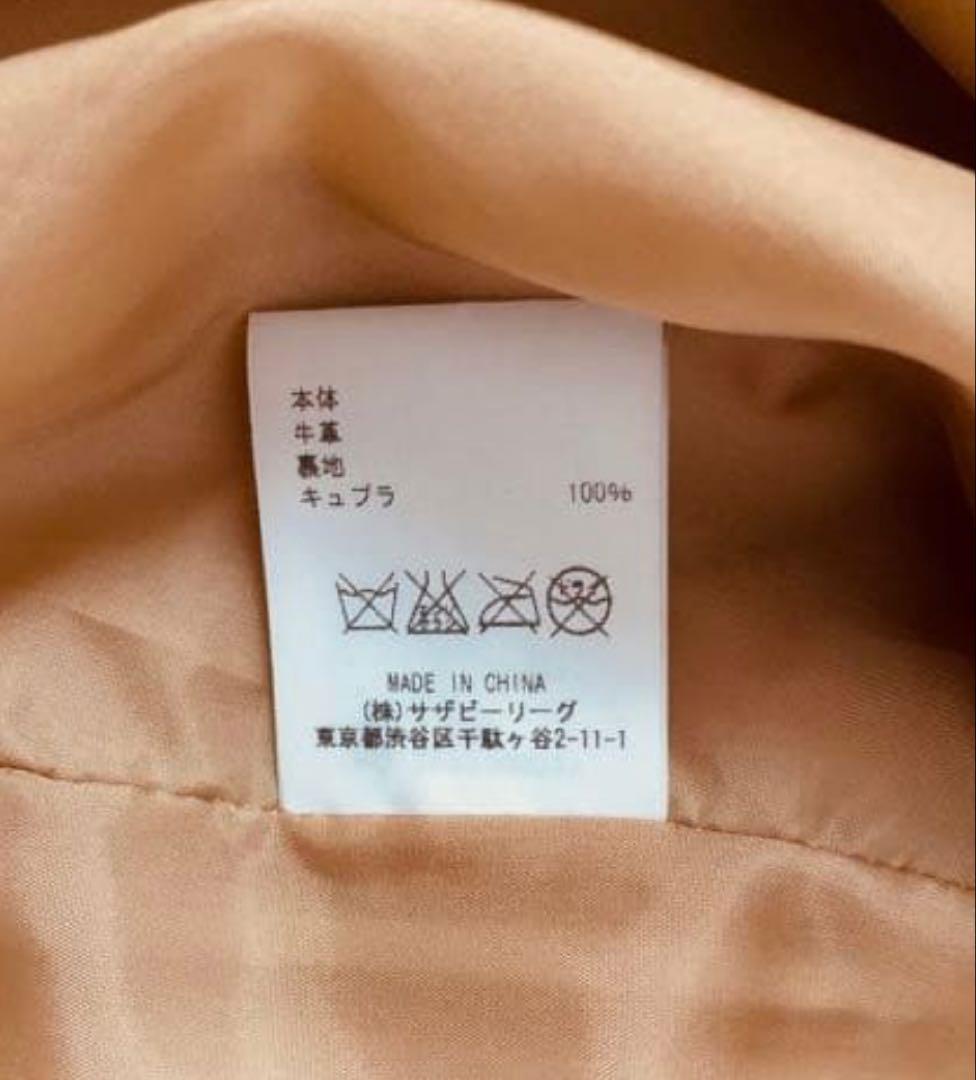 本体
牛革
裏地
キュプラ 100%
MADE IN CHINA
(株)サザビーリーグ
東京都渋谷区千駄ヶ谷2-11-1